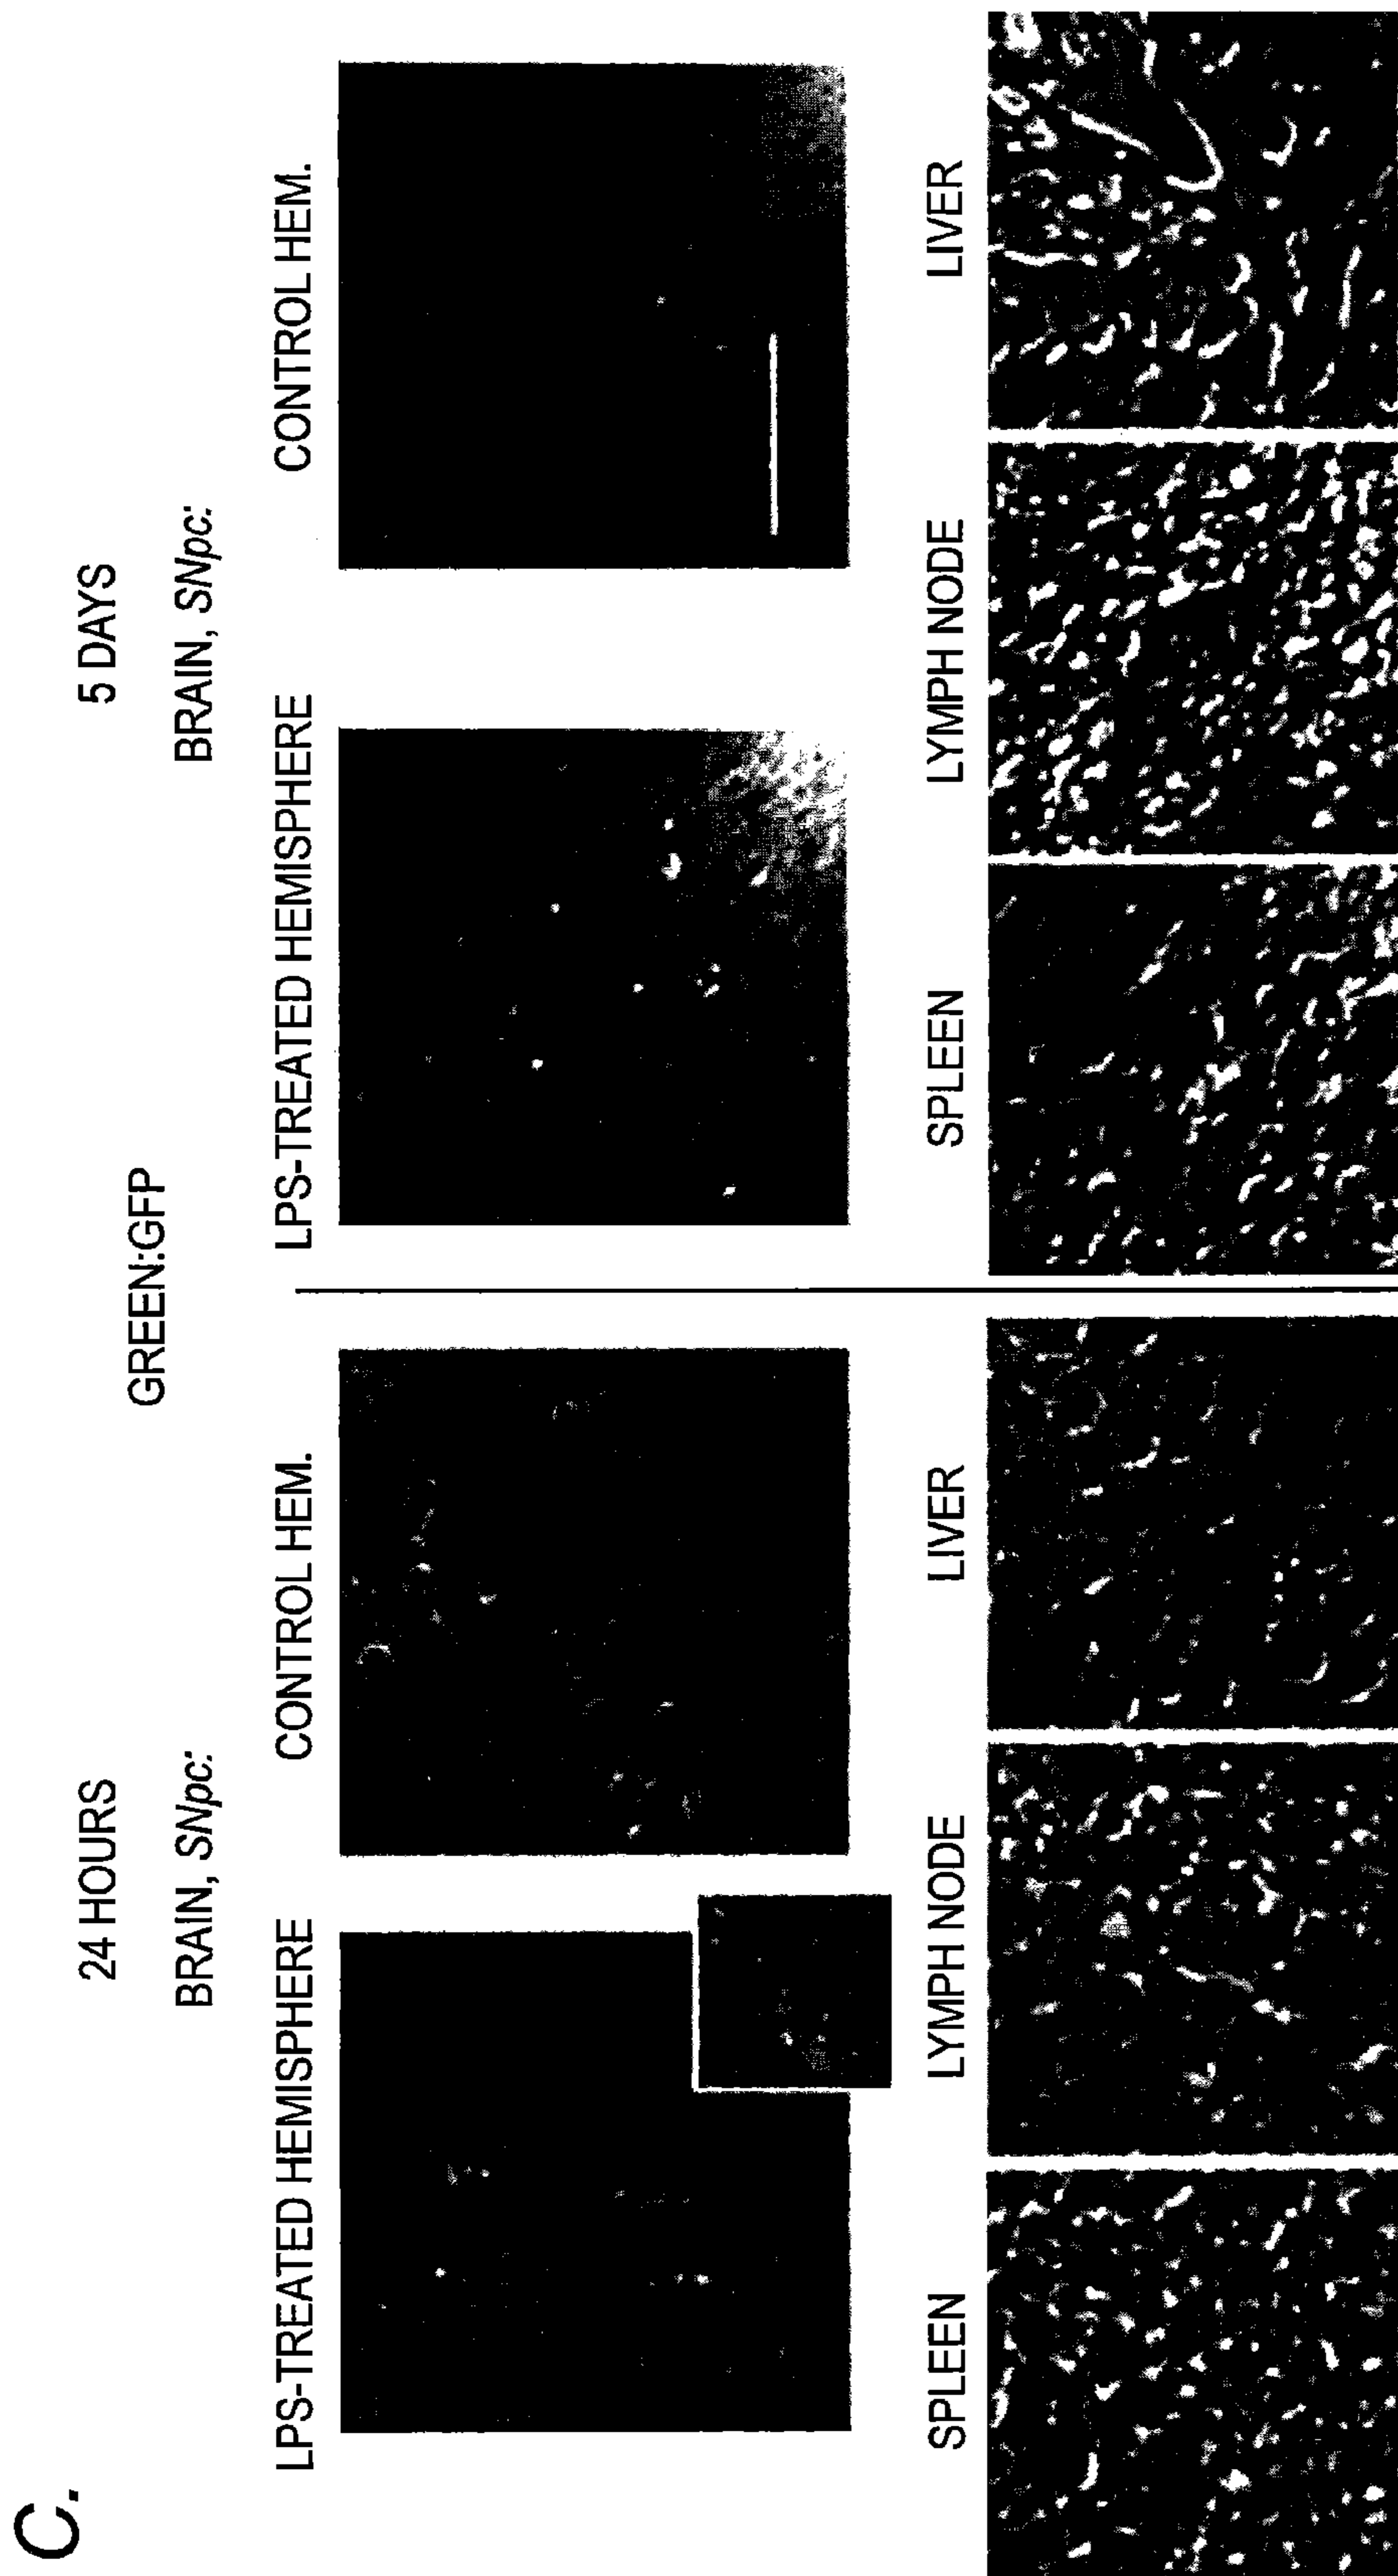 C.
GREEN:GFP
24 HOURS
5 DAYS
BRAIN, SNpc:
BRAIN, SNpc:
LPS-TREATED HEMISPHERE
CONTROL HEM.
LPS-TREATED HEMISPHERE
CONTROL HEM.
SPLEEN
LYMPH NODE
LIVER
SPLEEN
LYMPH NODE
LIVER